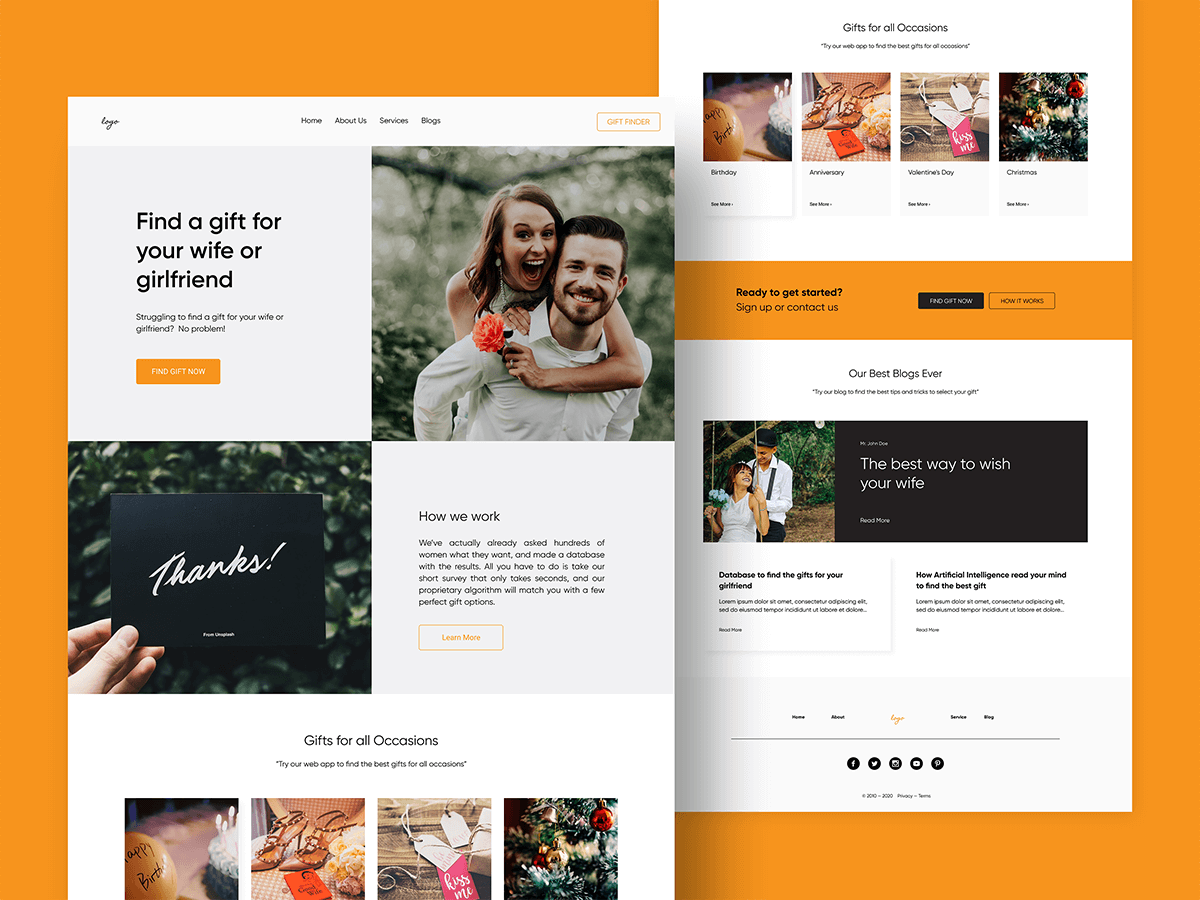 logo
Home About Us Services Blogs
GIFT FINDER
Find a gift for
your wife or
girlfriend
Struggling to find a gift for your wife or
girlfriend? No problem!
FIND GIFT NOW
Thanks!
From Unsplash
How we work
We've actually already asked hundreds of
women what they want, and made a database
with the results. All you have to do is take our
short survey that only takes seconds, and our
proprietary algorithm will match you with a few
perfect gift options.
Learn More
Gifts for all Occasions
"Try our web app to find the best gifts for all occasions"
Happy
Birth
Good
Wife
kiss
me
Gifts for all Occasions
"Try our web app to find the best gifts for all occasions"
Happy
Birth
Good
Wife
kiss
me
Birthday
Anniversary
Valentine's Day
Christmas
See More ›
See More ›
See More ›
See More ›
Ready to get started?
Sign up or contact us
FIND GIFT NOW
HOW IT WORKS
Our Best Blogs Ever
"Try our blog to find the best tips and tricks to select your gift"
Mr. John Doe
The best way to wish
your wife
Read More
Database to find the gifts for your
girlfriend
Lorem ipsum dolor sit amet, consectetur adipiscing elit,
sed do eiusmod tempor incididunt ut labore et dolore...
Read More
How Artificial Intelligence read your mind
to find the best gift
Lorem ipsum dolor sit amet, consectetur adipiscing elit,
sed do eiusmod tempor incididunt ut labore et dolore...
Read More
Home About logo Service Blog
© 2010 – 2020 Privacy – Terms